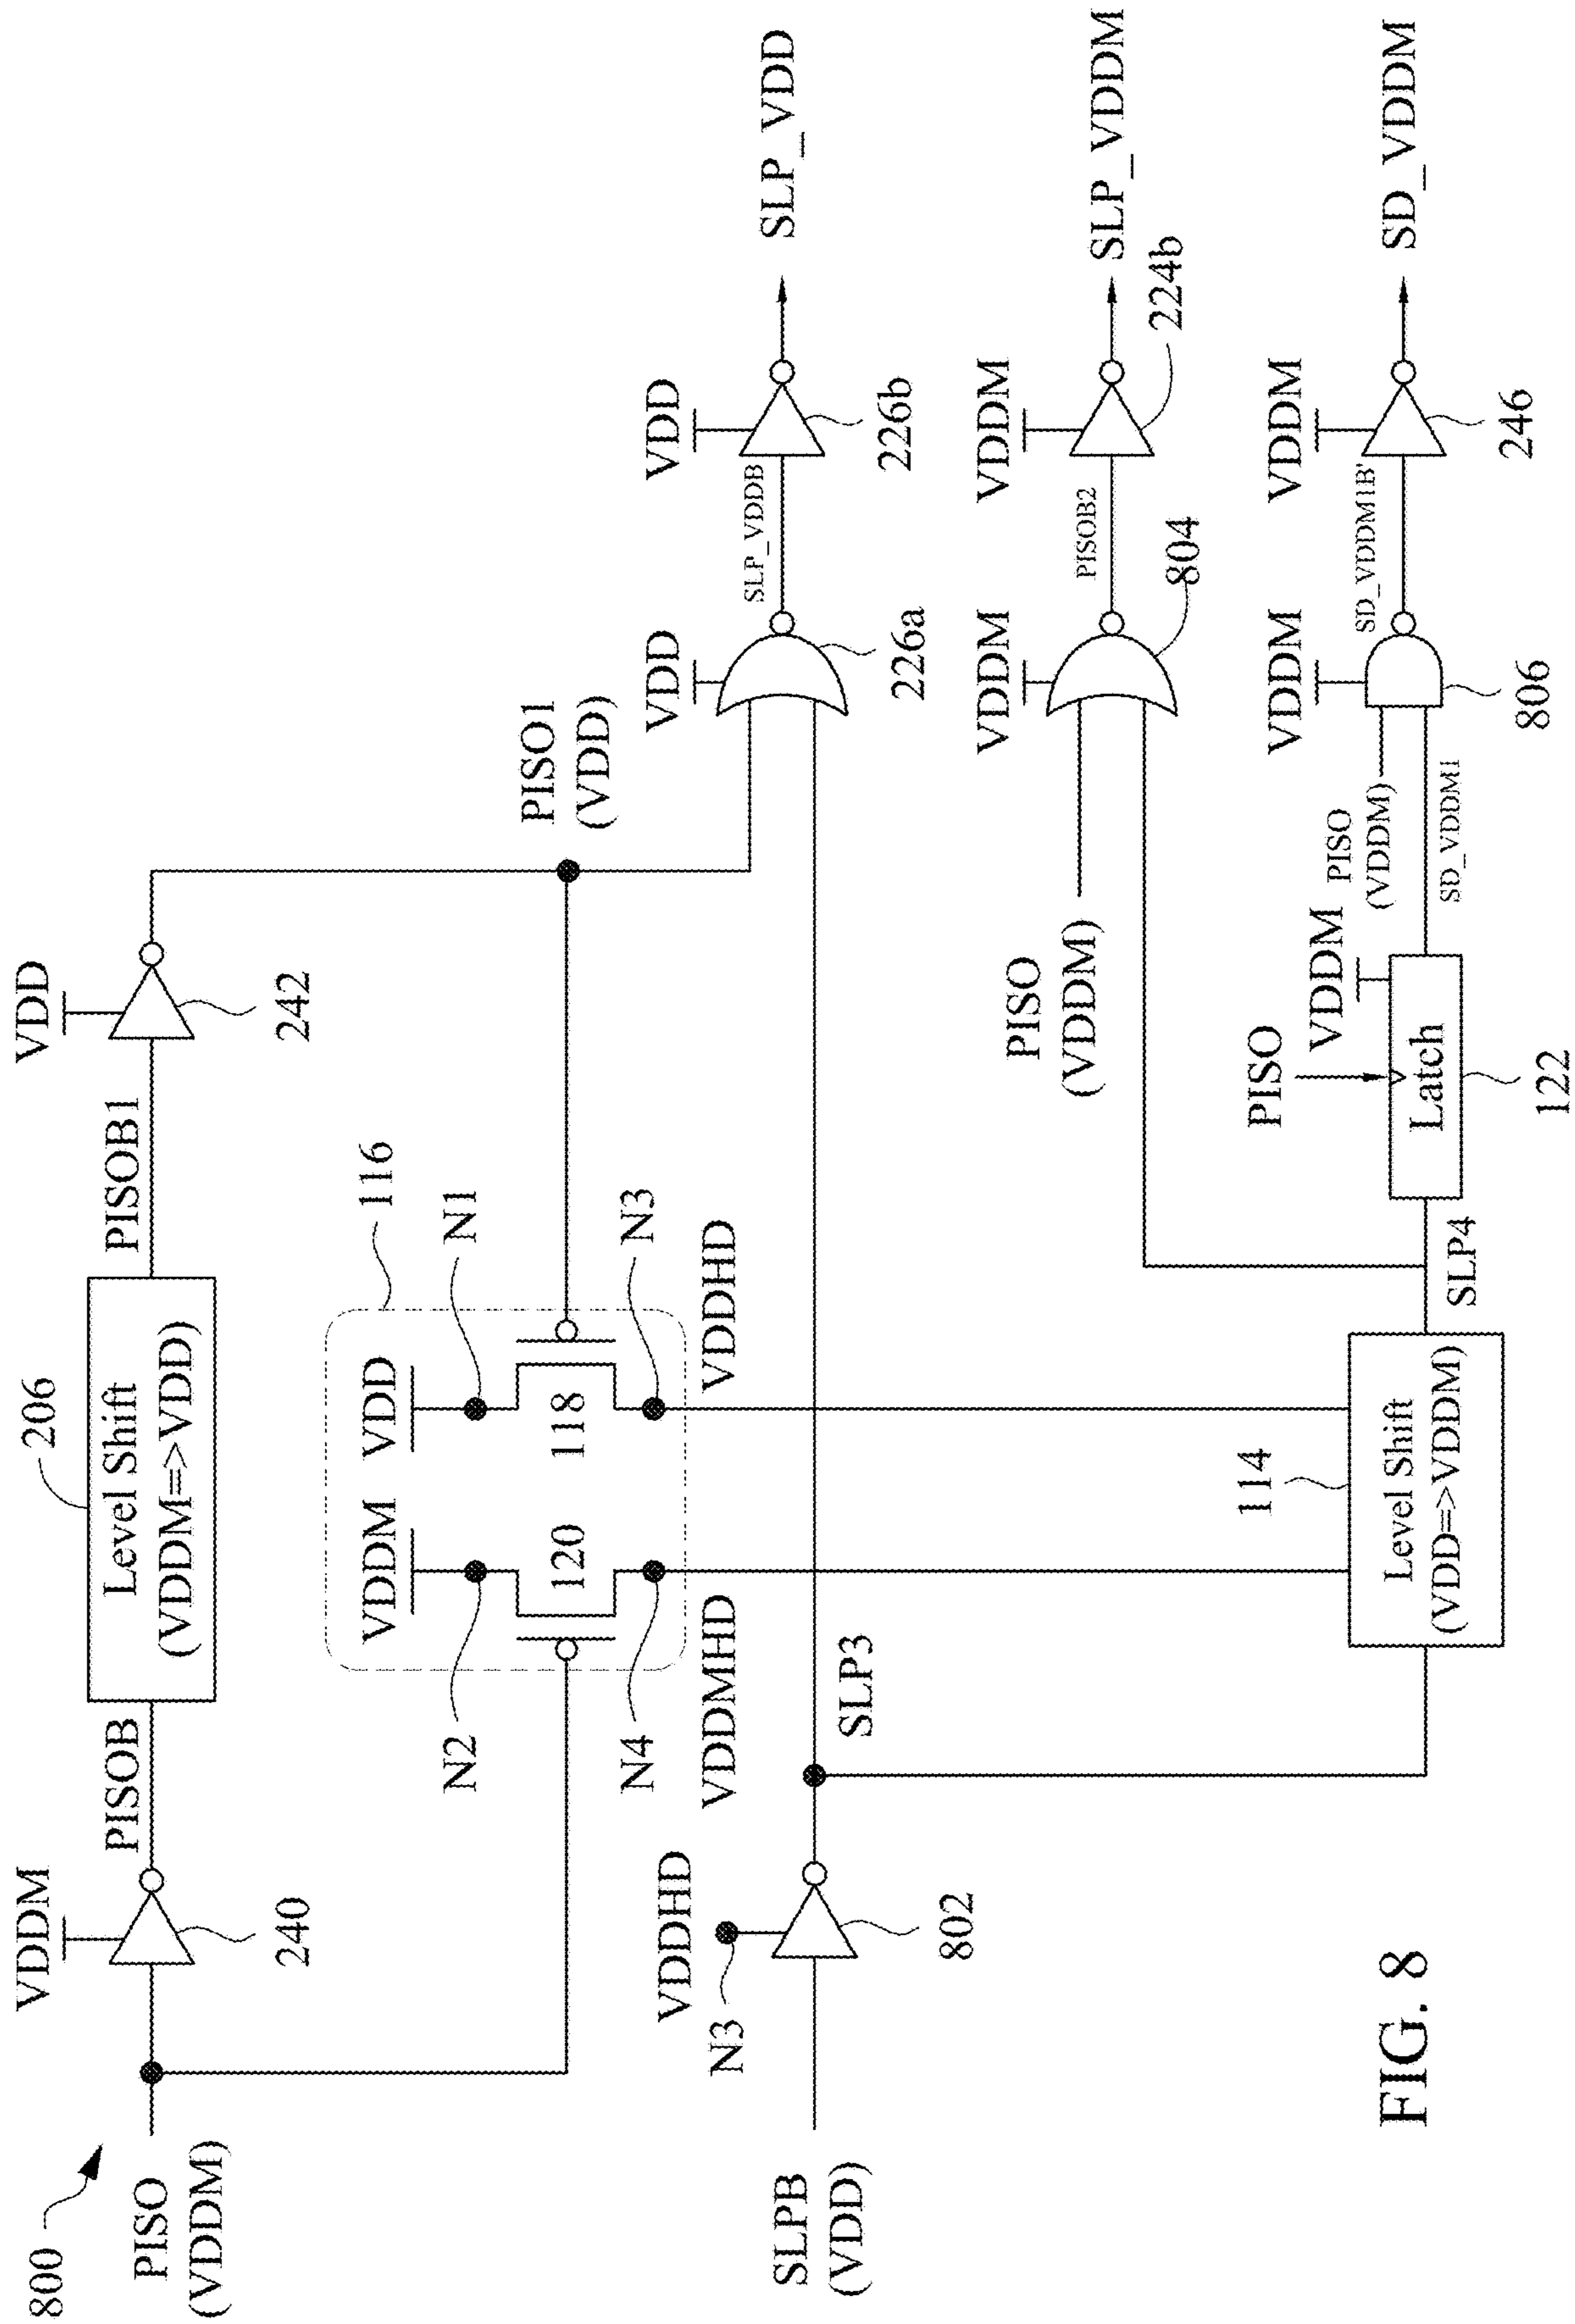 800
PISO
(VDDM)
VDDM
240
PISOB
206
Level Shift
(VDDM=>VDD)
PISOB1
VDD
242
PISO1
(VDD)
116
VDDM
VDD
N2
N1
120
118
N4
N3
VDDMHD
VDDHD
SLPB
(VDD)
VDDHD
N3
802
SLP3
VDD
226a
SLP_VDDB
VDD
226b
SLP_VDD
PISO
(VDDM)
VDDM
804
PISOB2
VDDM
224b
SLP_VDDM
114
Level Shift
(VDD=>VDDM)
SLP4
PISO
VDDM
Latch
122
PISO
(VDDM)
SD_VDDM1
VDDM
806
SD_VDDM1B'
VDDM
246
SD_VDDM
FIG. 8